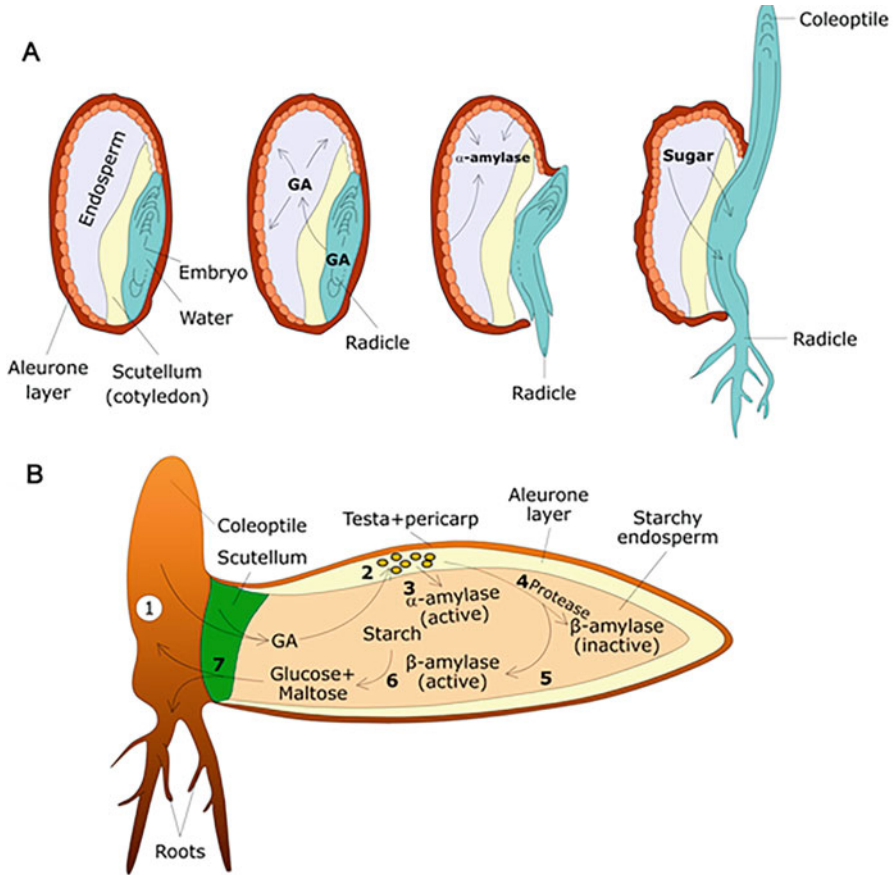 A
Coleoptile
Endosperm
GA
GA
α-amylase
Sugar
Embryo
Water
Aleurone
layer
Scutellum
(cotyledon)
Radicle
Radicle
Radicle
B
Coleoptile
Scutellum
Testa+pericarp
Aleurone
layer
Starchy
endosperm
1
2
3
α-amylase
(active)
4
Protease
β-amylase
(inactive)
GA
Starch
7
Glucose+
Maltose
6
β-amylase
(active)
5
Roots